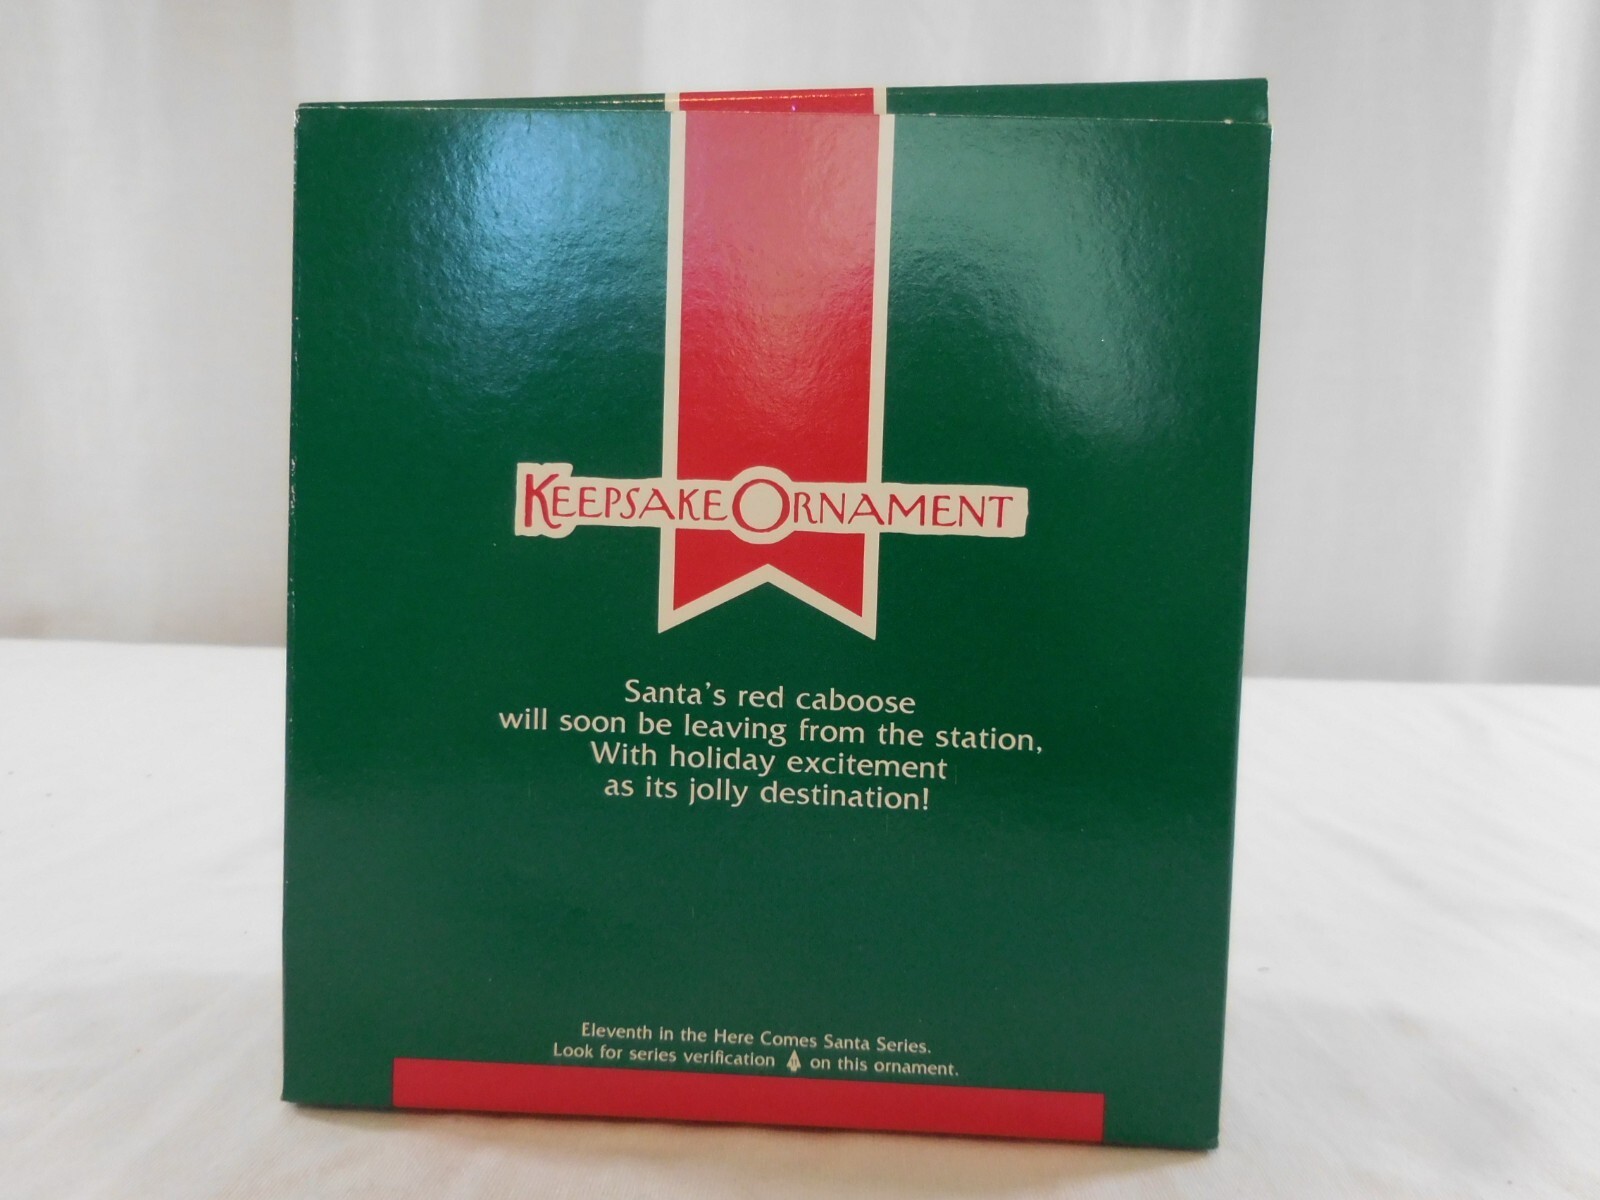 KEEPSAKE ORNAMENT
Santa's red caboose
will soon be leaving from the station,
With holiday excitement
as its jolly destination!
Eleventh in the Here Comes Santa Series.
Look for series verification on this ornament.